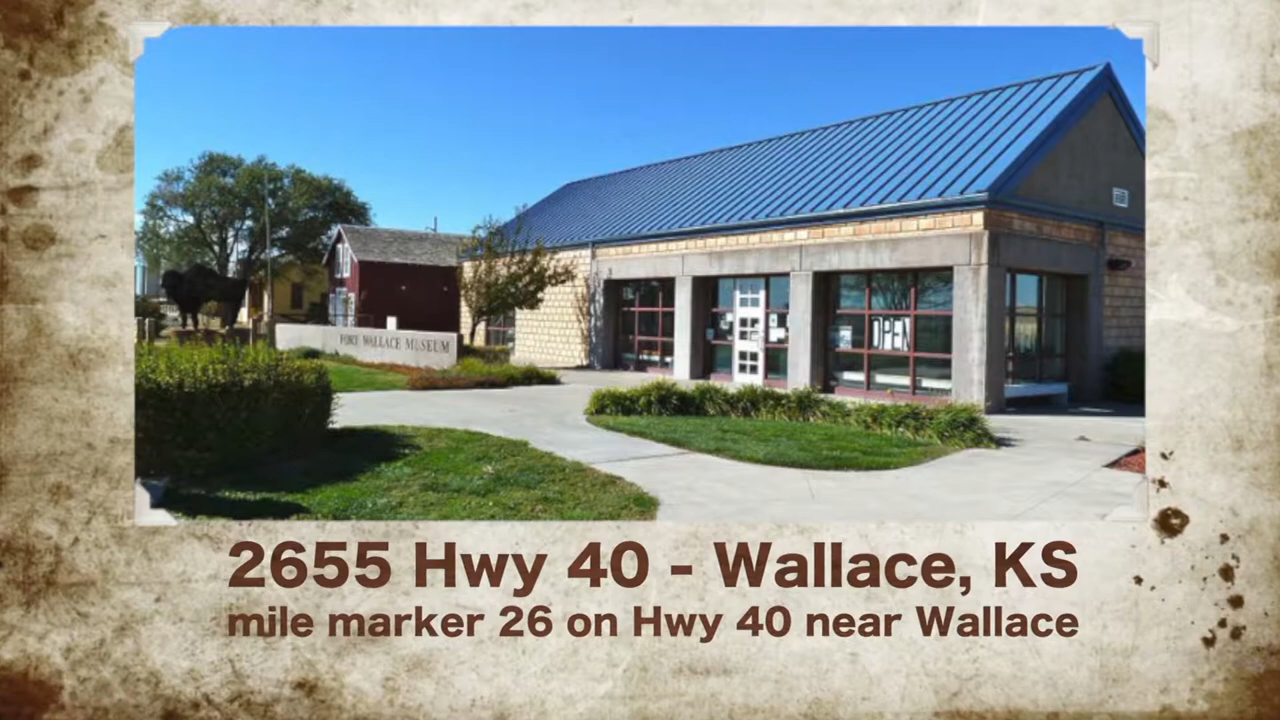 FORT WALLACE MUSEUM
OPEN
2655 Hwy 40 - Wallace, KS
mile marker 26 on Hwy 40 near Wallace